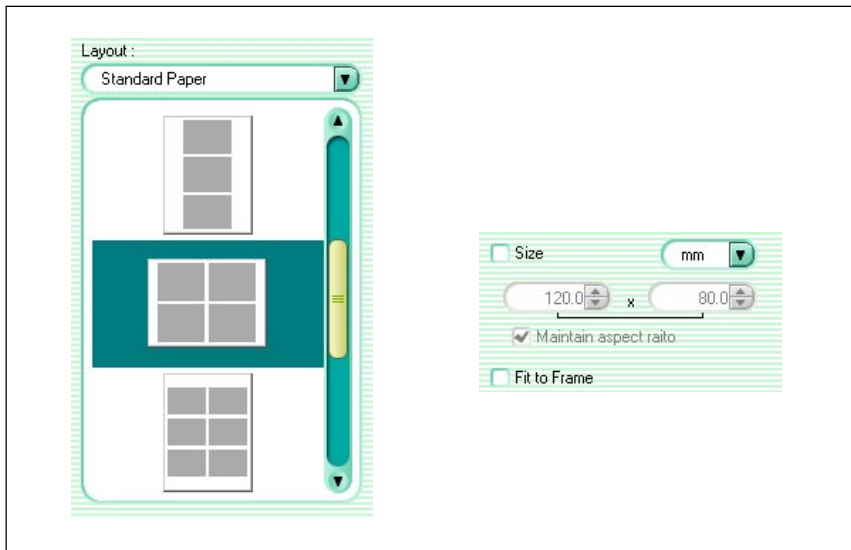 Layout :
Standard Paper
Size
mm
120.0 x 80.0
Maintain aspect raito
Fit to Frame